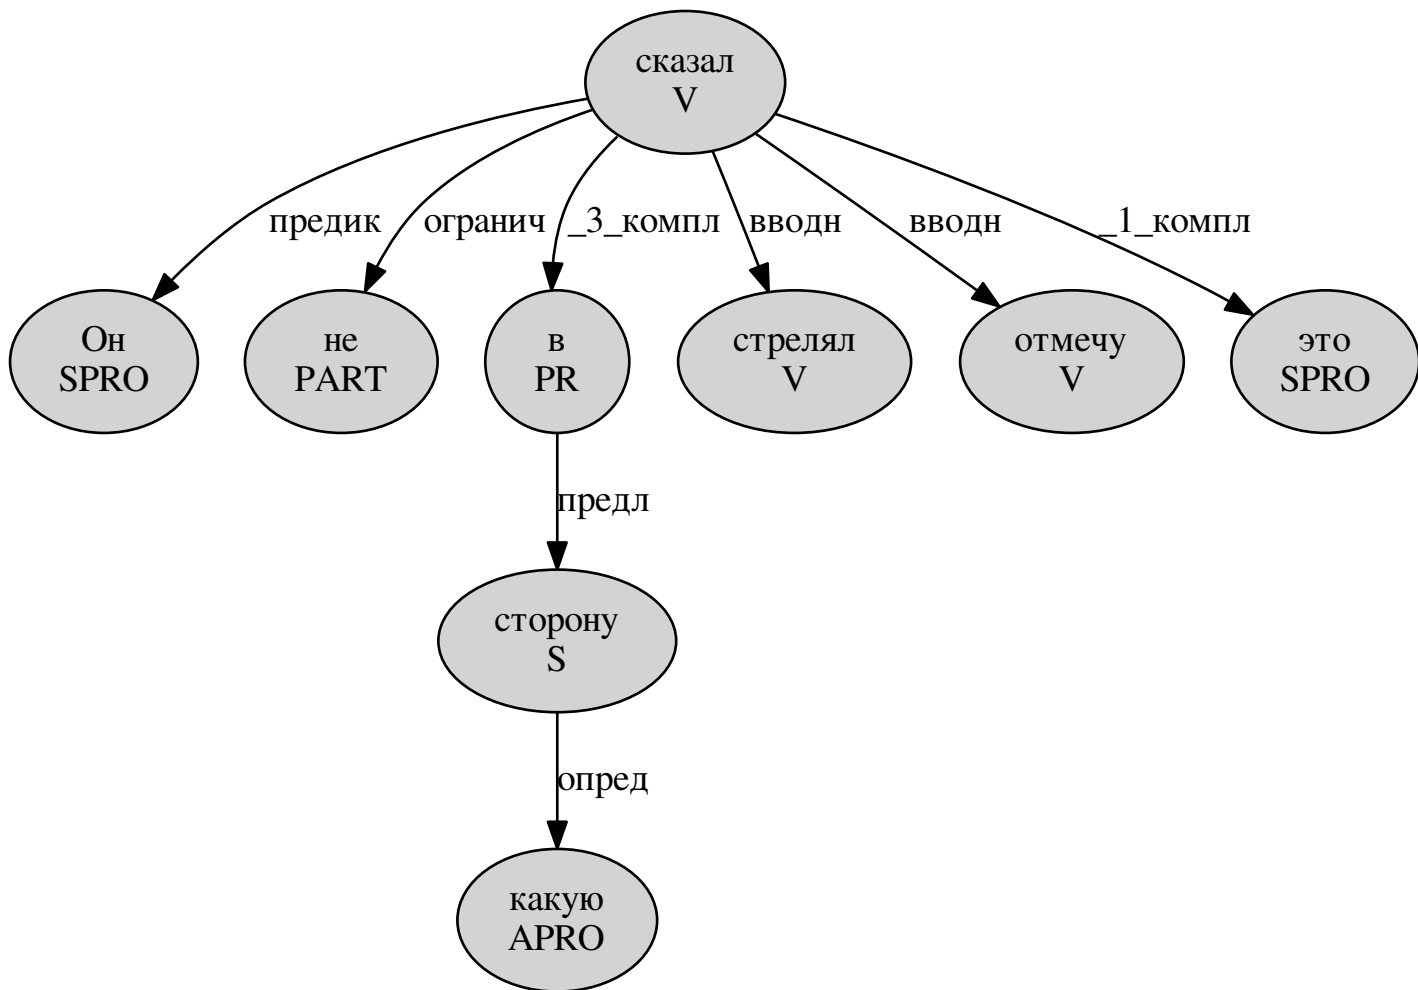 сказал
V
предик
огранич
_3_компл
вводн
вводн
_1_компл
Он
SPRO
не
PART
в
PR
стрелял
V
отмечу
V
это
SPRO
предл
сторону
S
опред
какую
APRO